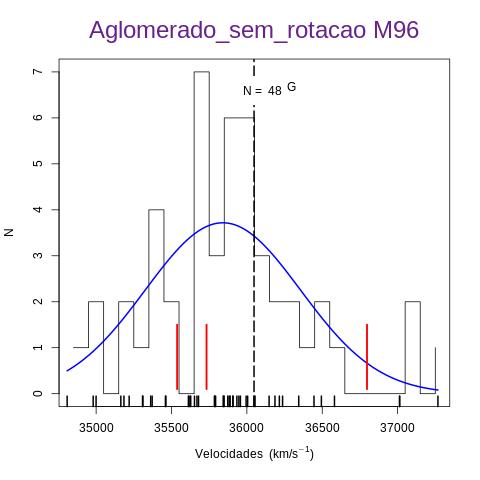 Aglomerado_sem_rotacao M96
N = 48 G
7
6
5
4
3
2
1
0
N
35000 35500 36000 36500 37000
Velocidades (km/s⁻¹)